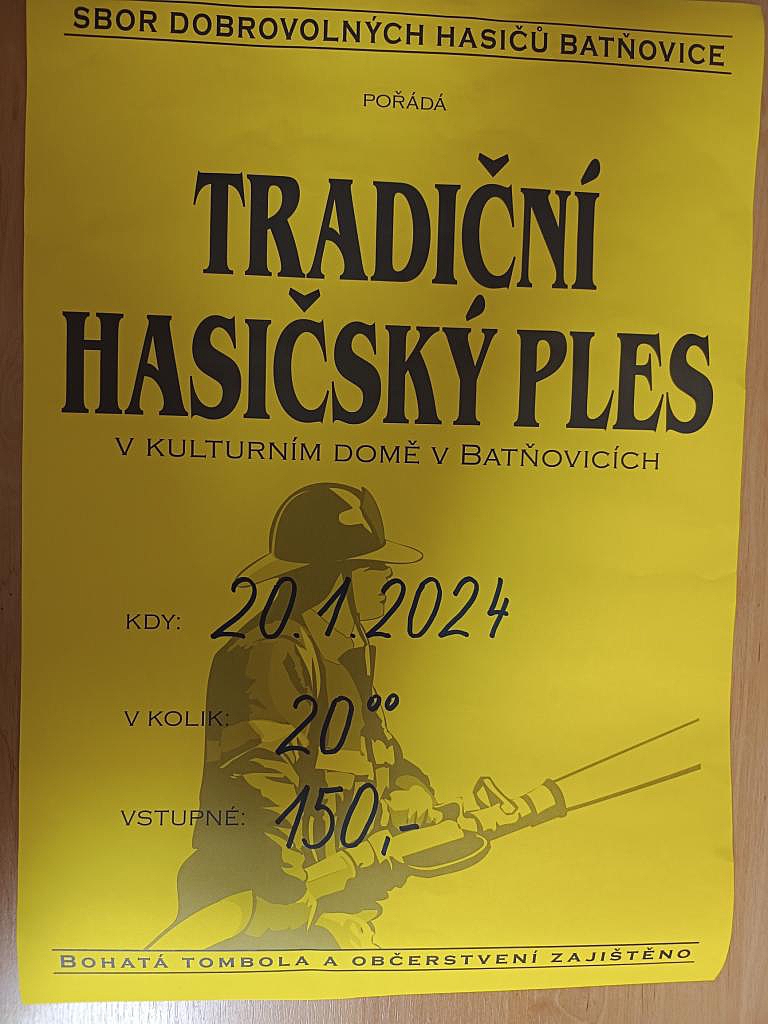 SBOR DOBROVOLNÝCH HASIČŮ BATŇOVICE
POŘÁDÁ
TRADIČNÍ
HASIČSKÝ PLES
V KULTURNÍM DOMĚ V BATŇOVICÍCH
KDY: 20.1.2024
V KOLIK: 20⁰⁰
VSTUPNÉ: 150,-
BOHATÁ TOMBOLA A OBČERSTVENÍ ZAJIŠTĚNO